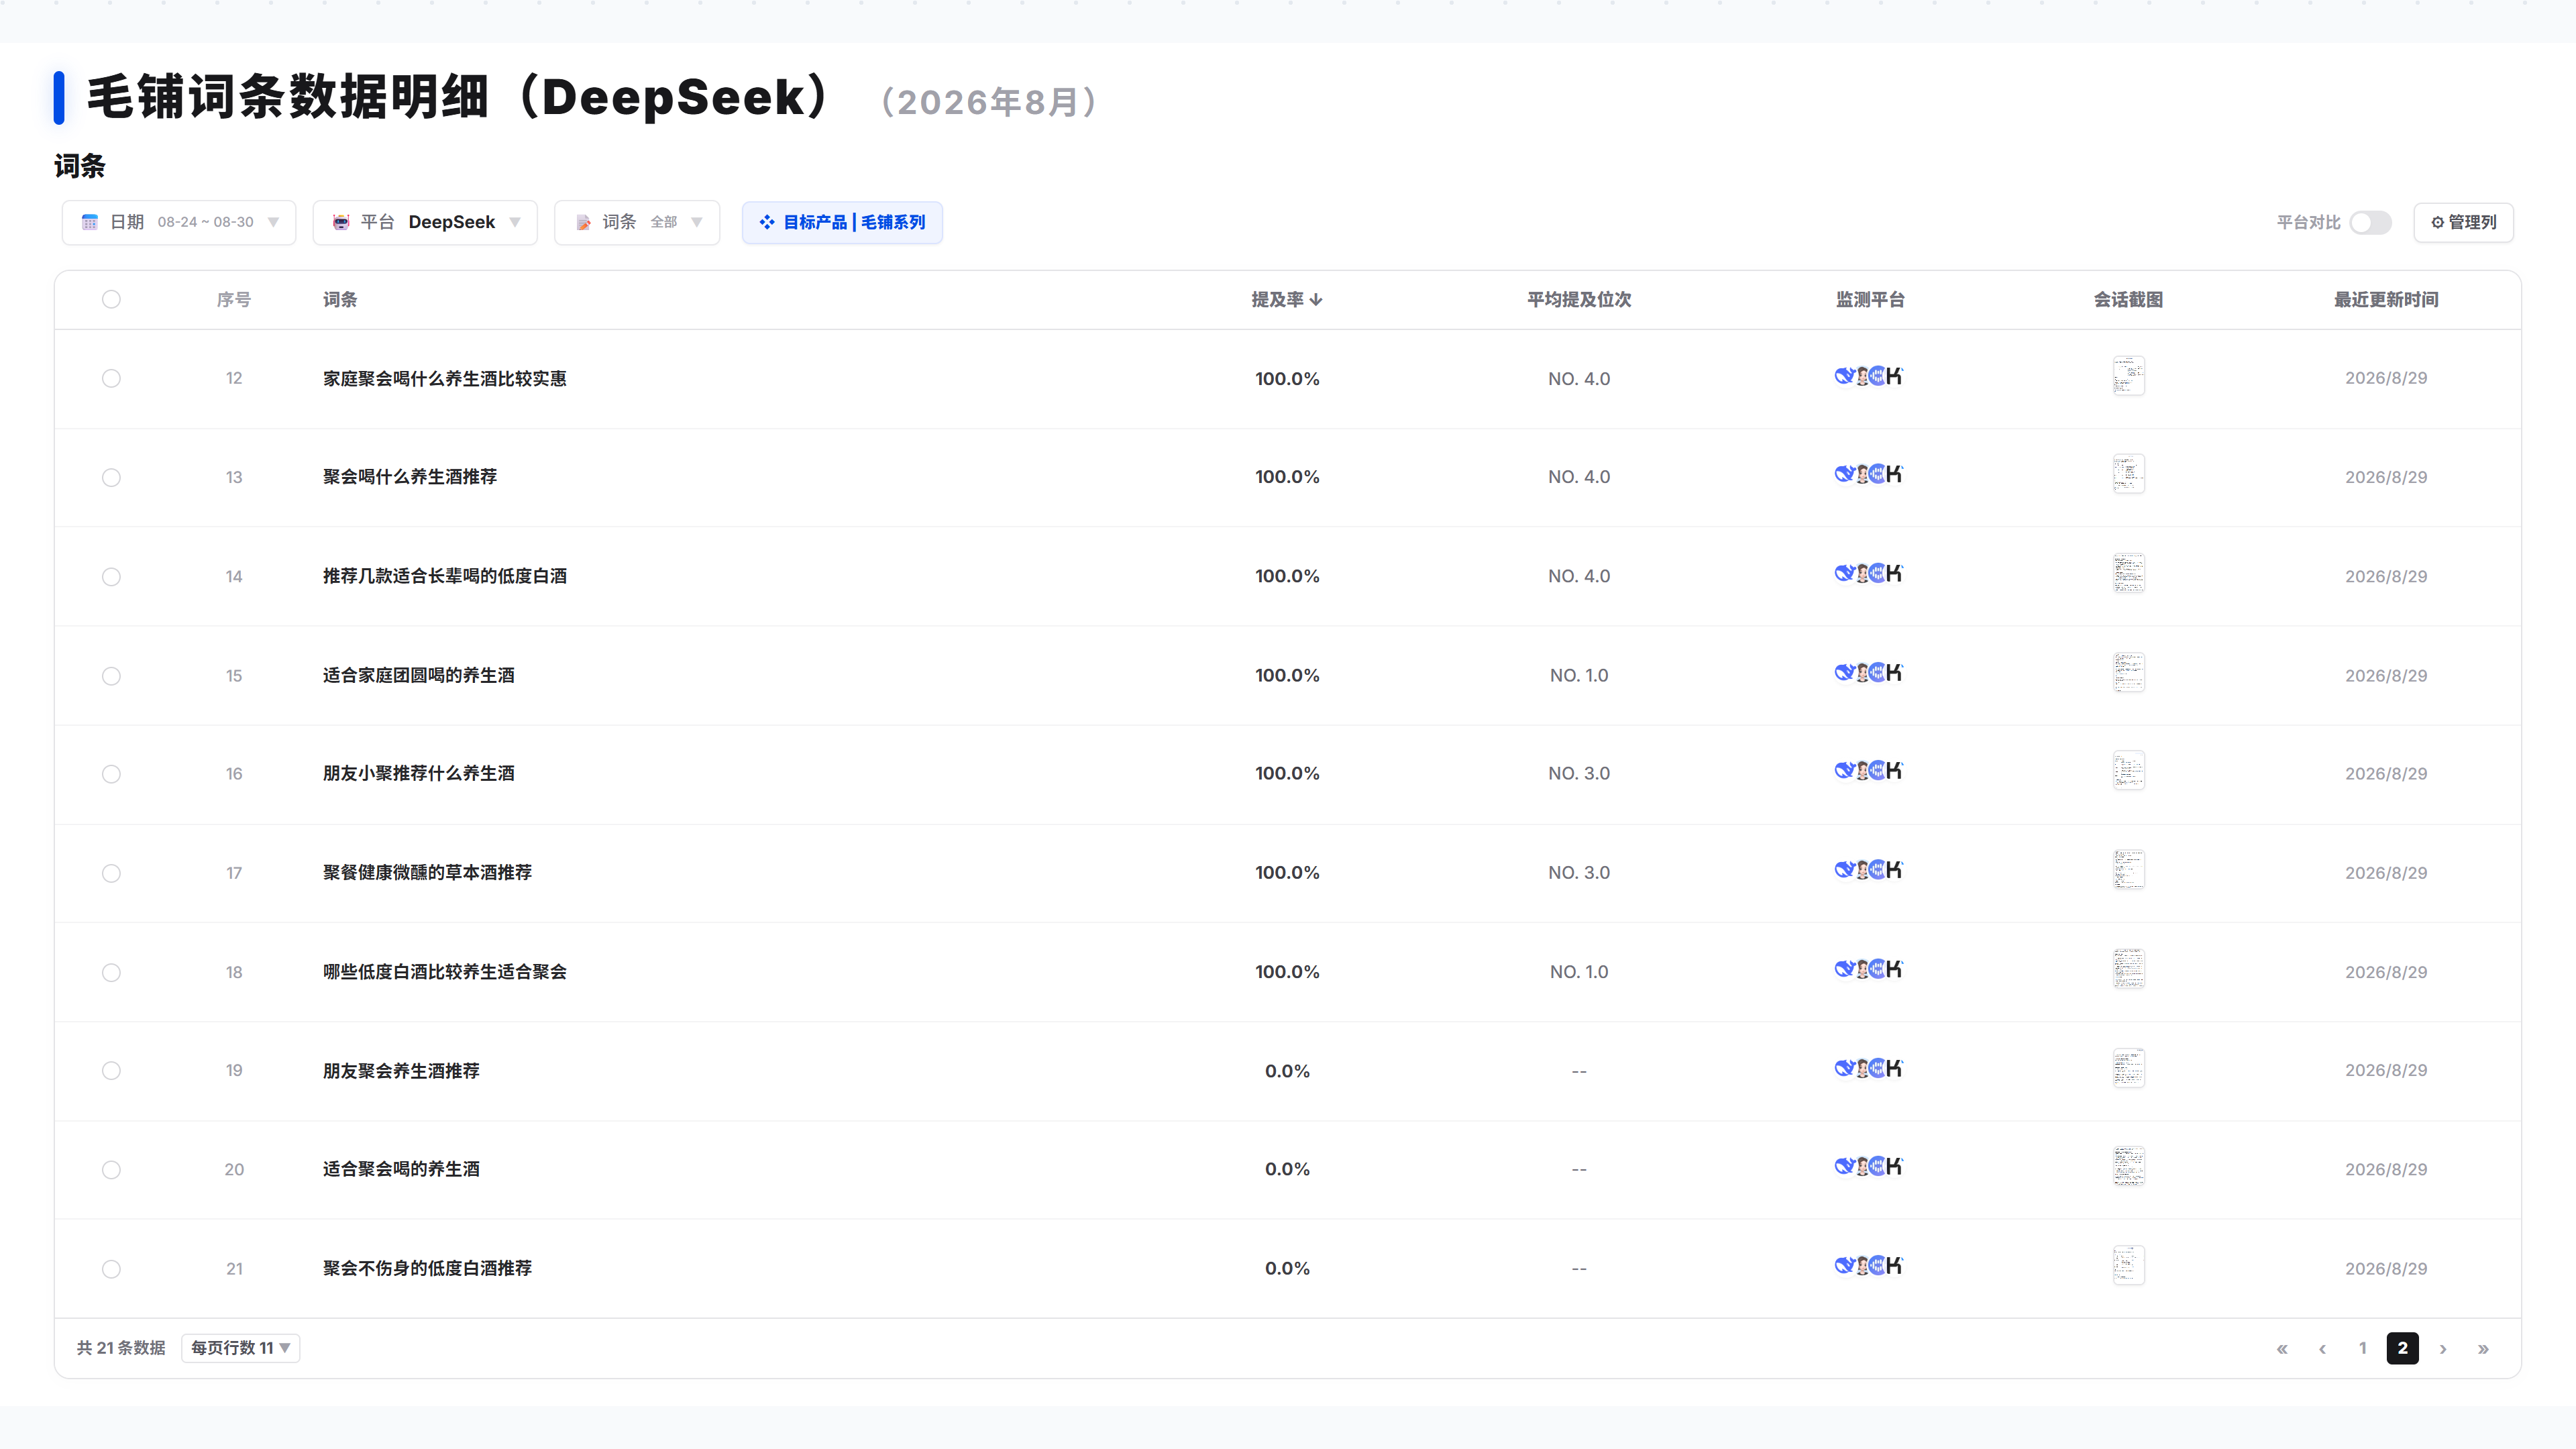 毛铺词条数据明细（DeepSeek）（2026年8月）
词条
日期 08-24 ~ 08-30 平台 DeepSeek 词条 全部 目标产品 | 毛铺系列 平台对比 管理列
序号 词条 提及率 ↓ 平均提及位次 监测平台 会话截图 最近更新时间
12 家庭聚会喝什么养生酒比较实惠 100.0% NO. 4.0 2026/8/29
13 聚会喝什么养生酒推荐 100.0% NO. 4.0 2026/8/29
14 推荐几款适合长辈喝的低度白酒 100.0% NO. 4.0 2026/8/29
15 适合家庭团圆喝的养生酒 100.0% NO. 1.0 2026/8/29
16 朋友小聚推荐什么养生酒 100.0% NO. 3.0 2026/8/29
17 聚餐健康微醺的草本酒推荐 100.0% NO. 3.0 2026/8/29
18 哪些低度白酒比较养生适合聚会 100.0% NO. 1.0 2026/8/29
19 朋友聚会养生酒推荐 0.0% -- 2026/8/29
20 适合聚会喝的养生酒 0.0% -- 2026/8/29
21 聚会不伤身的低度白酒推荐 0.0% -- 2026/8/29
共 21 条数据 每页行数 11 « ‹ 1 2 › »